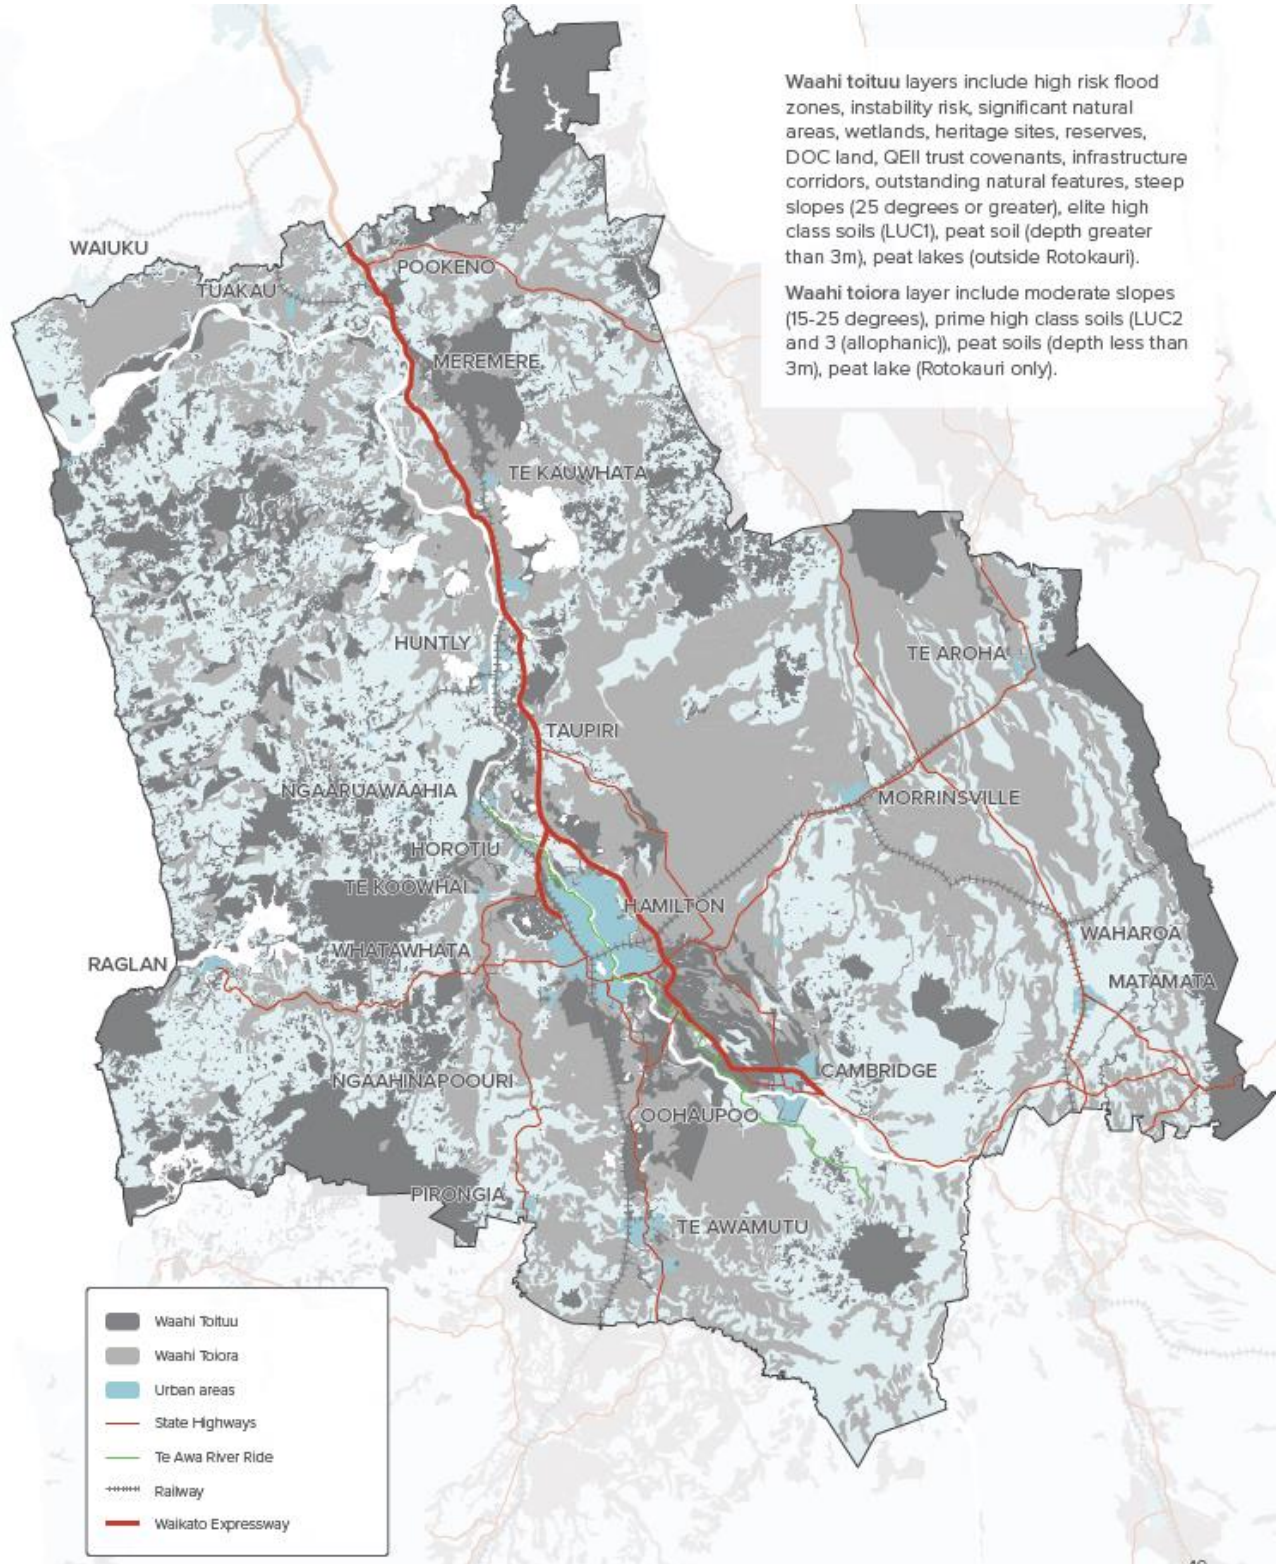 Waahi toituu layers include high risk flood
zones, instability risk, significant natural
areas, wetlands, heritage sites, reserves,
DOC land, QEII trust covenants, infrastructure
corridors, outstanding natural features, steep
slopes (25 degrees or greater), elite high
class soils (LUC1), peat soil (depth greater
than 3m), peat lakes (outside Rotokauri).
Waahi toiora layer include moderate slopes
(15-25 degrees), prime high class soils (LUC2
and 3 (allophanic)), peat soils (depth less than
3m), peat lake (Rotokauri only).
WAIUKU
POOKENO
TUAKAU
MEREMERE
TE KAUWHATA
HUNTLY
TE AROHA
TAUPIRI
NGAARUAWAAHIA
MORRINSVILLE
HOROTIU
TE KOOWHAI
HAMILTON
WHATAWHATA
WAHAROA
RAGLAN
MATAMATA
NGAAHINAPOOURI
CAMBRIDGE
OOHAUPOO
PIRONGIA
TE AWAMUTU
Waahi Toituu
Waahi Toiora
Urban areas
State Highways
Te Awa River Ride
Railway
Waikato Expressway